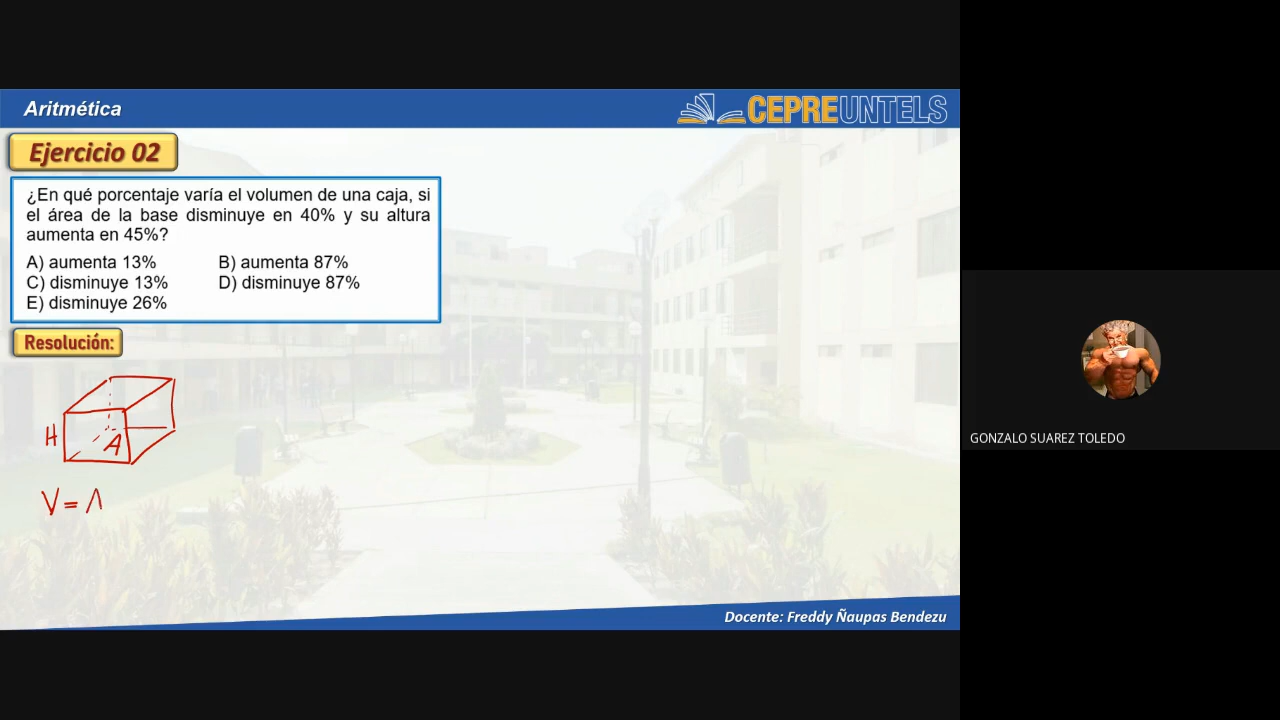 Aritmética
CEPREUNTELS
Ejercicio 02
¿En qué porcentaje varía el volumen de una caja, si
el área de la base disminuye en 40% y su altura
aumenta en 45%?
A) aumenta 13% B) aumenta 87%
C) disminuye 13% D) disminuye 87%
E) disminuye 26%
Resolución:
H
A
V =
GONZALO SUAREZ TOLEDO
Docente: Freddy Ñaupas Bendezu